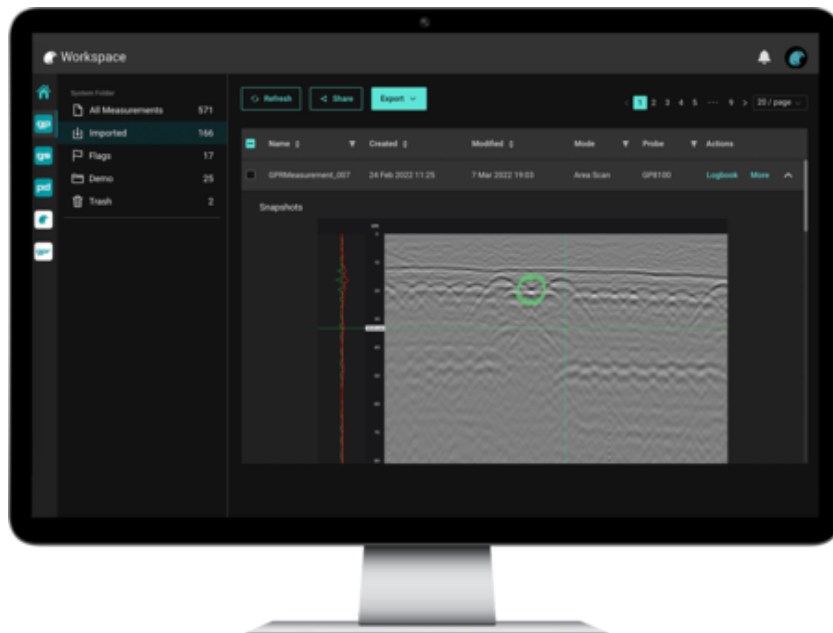 Workspace
System Folder
All Measurements 571
Imported 166
Flags 17
Demo 25
Trash 2
gp
gs
pd
gpr
Refresh
Share
Export
1 2 3 4 5 ... 9 20 / page
Name Created Modified Mode Probe Actions
GPRMeasurement_007 24 Feb 2022 11:25 7 Mar 2022 19:03 Area Scan GP8100 Logbook More
Snapshots